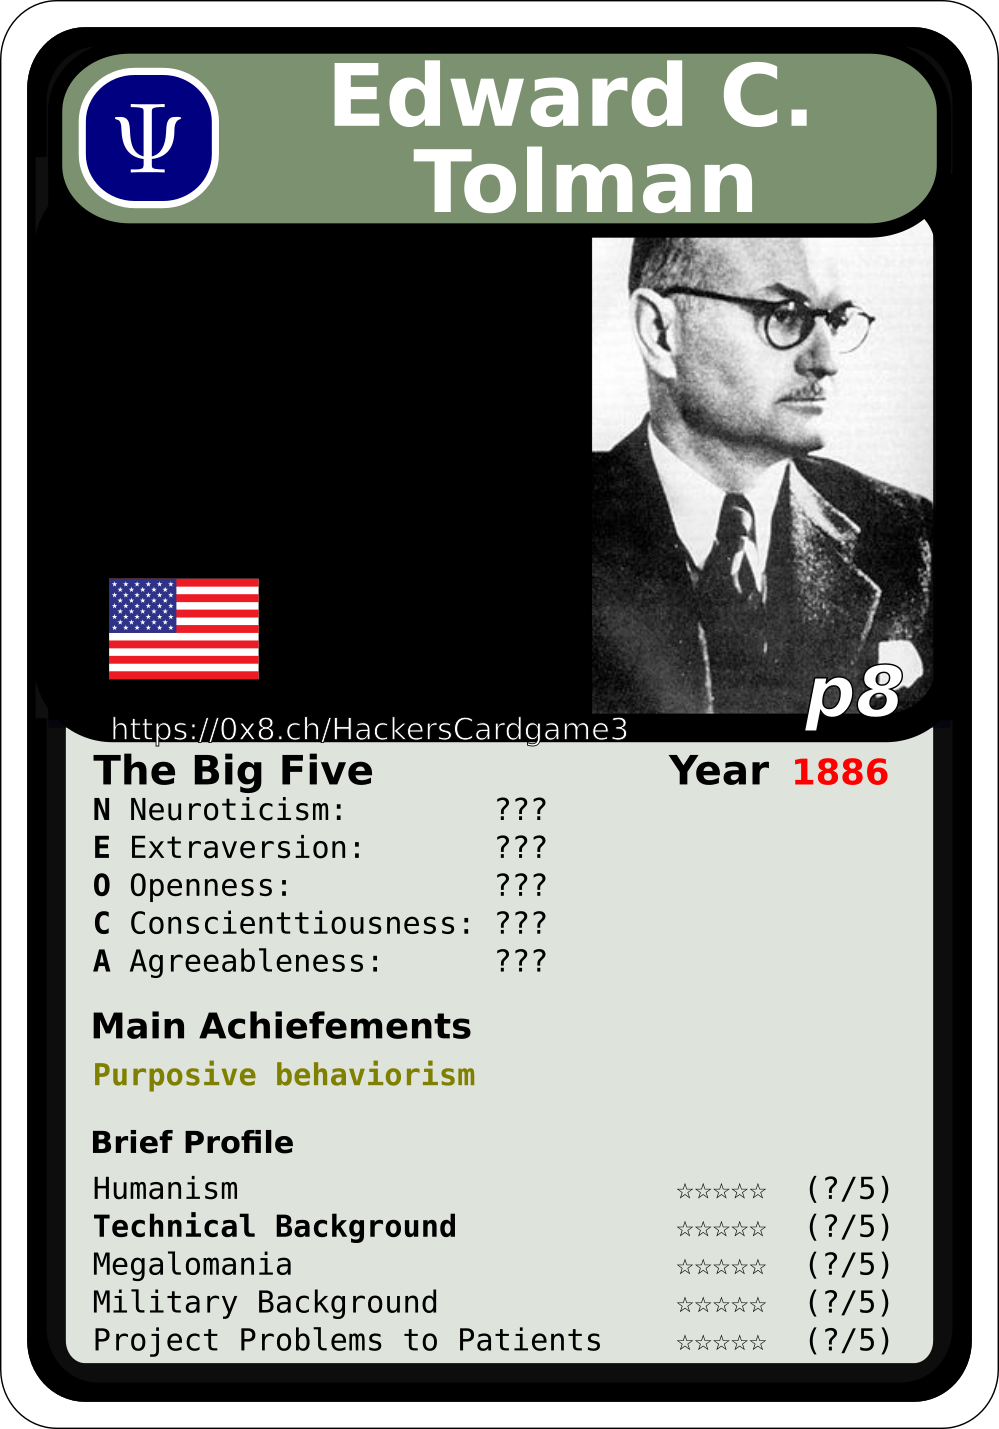 Ψ
Edward C.
Tolman
p8
https://0x8.ch/HackersCardgame3
The Big Five
Year 1886
N Neuroticism: ???
E Extraversion: ???
O Openness: ???
C Conscienttiousness: ???
A Agreeableness: ???
Main Achiefements
Purposive behaviorism
Brief Profile
Humanism ☆☆☆☆☆ (?/5)
Technical Background ☆☆☆☆☆ (?/5)
Megalomania ☆☆☆☆☆ (?/5)
Military Background ☆☆☆☆☆ (?/5)
Project Problems to Patients ☆☆☆☆☆ (?/5)